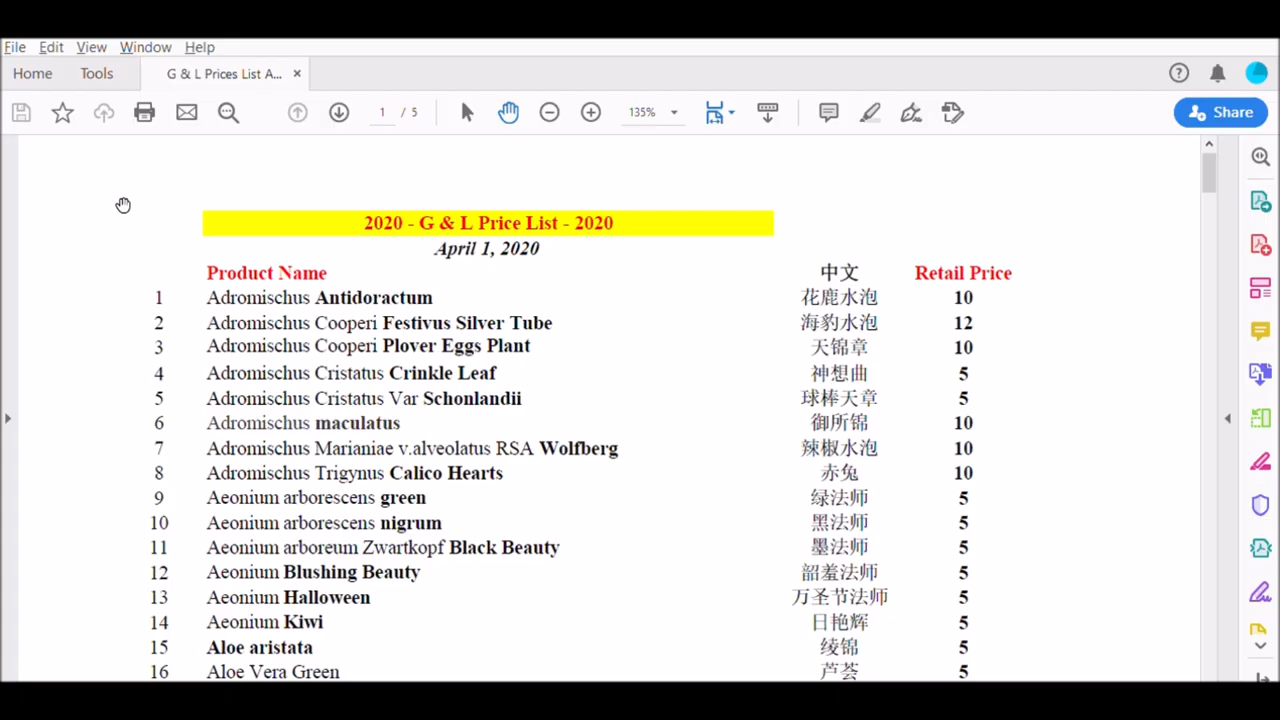 File Edit View Window Help
Home Tools G & L Prices List A... ×
1 / 5 135% Share
2020 - G & L Price List - 2020
April 1, 2020
Product Name 中文 Retail Price
1 Adromischus Antidoractum 花鹿水泡 10
2 Adromischus Cooperi Festivus Silver Tube 海豹水泡 12
3 Adromischus Cooperi Plover Eggs Plant 天锦章 10
4 Adromischus Cristatus Crinkle Leaf 神想曲 5
5 Adromischus Cristatus Var Schonlandii 球棒天章 5
6 Adromischus maculatus 御所锦 10
7 Adromischus Marianiae v.alveolatus RSA Wolfberg 辣椒水泡 10
8 Adromischus Trigynus Calico Hearts 赤兔 10
9 Aeonium arborescens green 绿法师 5
10 Aeonium arborescens nigrum 黑法师 5
11 Aeonium arboreum Zwartkopf Black Beauty 墨法师 5
12 Aeonium Blushing Beauty 韶羞法师 5
13 Aeonium Halloween 万圣节法师 5
14 Aeonium Kiwi 日艳辉 5
15 Aloe aristata 绫锦 5
16 Aloe Vera Green 芦荟 5